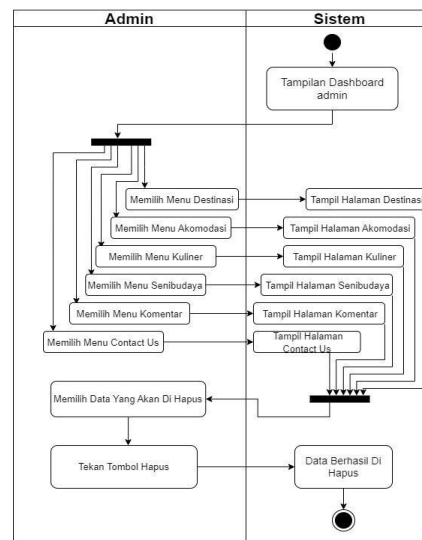 Admin
Sistem
Tampilan Dashboard
admin
Memilih Menu Destinasi
Tampil Halaman Destinasi
Memilih Menu Akomodasi
Tampil Halaman Akomodasi
Memilih Menu Kuliner
Tampil Halaman Kuliner
Memilih Menu Senibudaya
Tampil Halaman Senibudaya
Memilih Menu Komentar
Tampil Halaman Komentar
Memilih Menu Contact Us
Tampil Halaman
Contact Us
Memilih Data Yang Akan Di Hapus
Tekan Tombol Hapus
Data Berhasil Di
Hapus